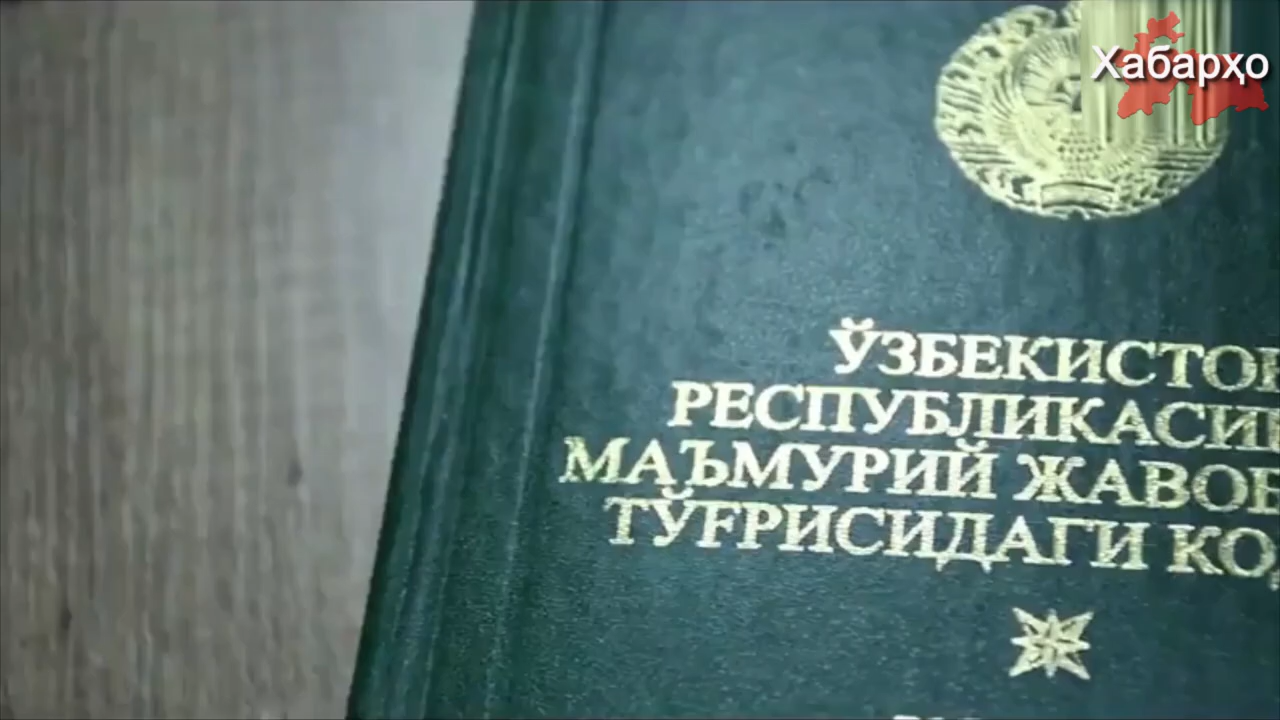 Хабарҳо
ЎЗБЕКИСТОН
РЕСПУБЛИКАСИН
МАЪМУРИЙ ЖАВОБ
ТЎҒРИСИДАГИ КОД